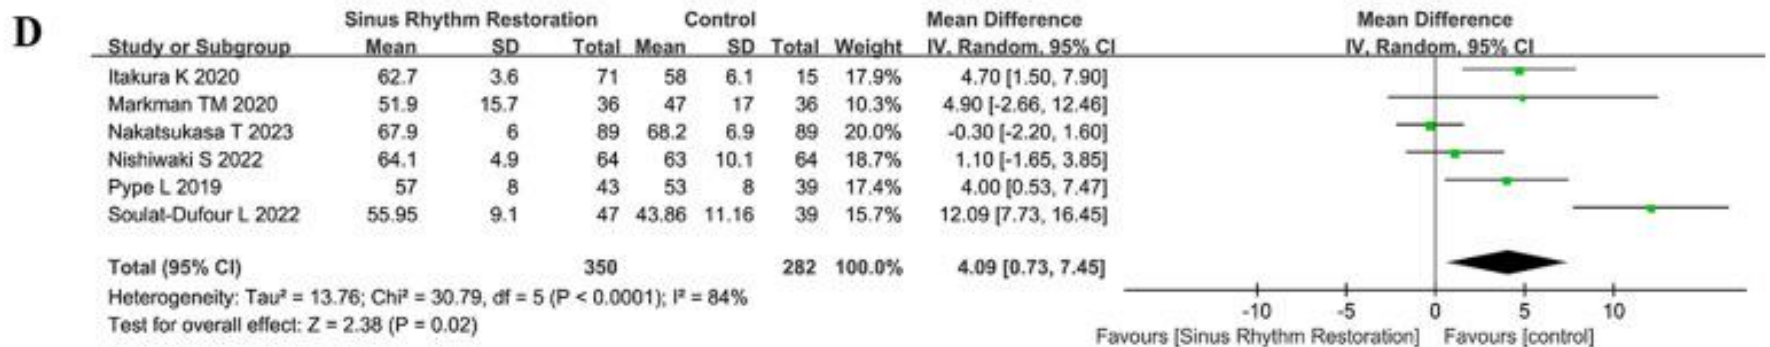 D
Sinus Rhythm Restoration Control Mean Difference Mean Difference
Study or Subgroup Mean SD Total Mean SD Total Weight IV, Random, 95% CI IV, Random, 95% CI
Itakura K 2020 62.7 3.6 71 58 6.1 15 17.9% 4.70 [1.50, 7.90]
Markman TM 2020 51.9 15.7 36 47 17 36 10.3% 4.90 [-2.66, 12.46]
Nakatsukasa T 2023 67.9 6 89 68.2 6.9 89 20.0% -0.30 [-2.20, 1.60]
Nishiwaki S 2022 64.1 4.9 64 63 10.1 64 18.7% 1.10 [-1.65, 3.85]
Pype L 2019 57 8 43 53 8 39 17.4% 4.00 [0.53, 7.47]
Soulat-Dufour L 2022 55.95 9.1 47 43.86 11.16 39 15.7% 12.09 [7.73, 16.45]
Total (95% CI) 350 282 100.0% 4.09 [0.73, 7.45]
Heterogeneity: Tau² = 13.76; Chi² = 30.79, df = 5 (P < 0.0001); I² = 84%
Test for overall effect: Z = 2.38 (P = 0.02)
-10 -5 0 5 10
Favours [Sinus Rhythm Restoration] Favours [control]